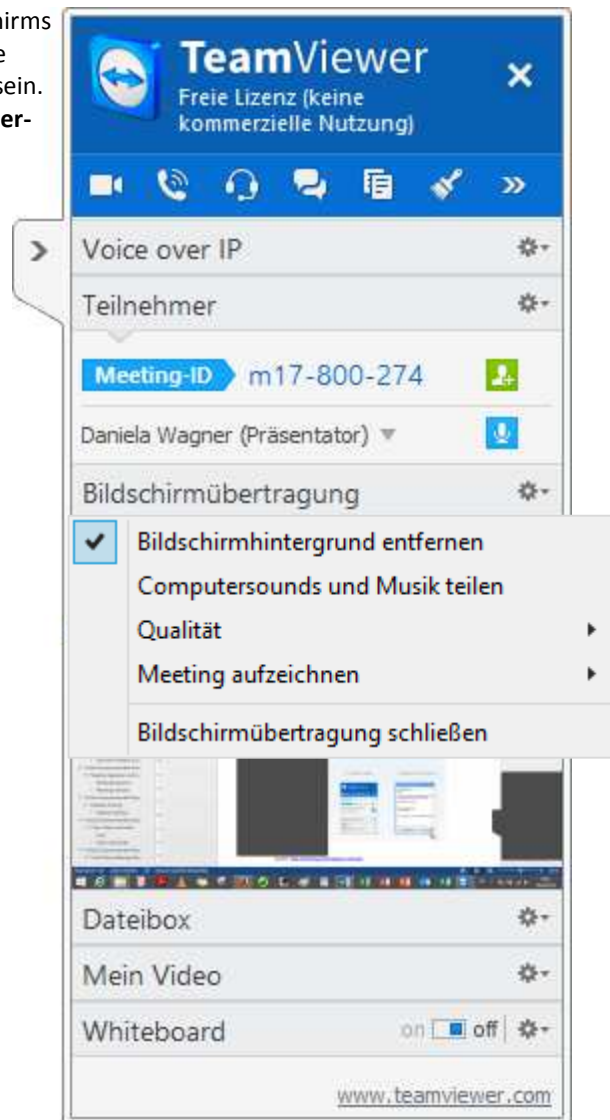 hirms
e
sein.
er-
TeamViewer
Freie Lizenz (keine
kommerzielle Nutzung)
Voice over IP
Teilnehmer
Meeting-ID m17-800-274
Daniela Wagner (Präsentator)
Bildschirmübertragung
Bildschirmhintergrund entfernen
Computersounds und Musik teilen
Qualität
Meeting aufzeichnen
Bildschirmübertragung schließen
Dateibox
Mein Video
Whiteboard on off
www.teamviewer.com